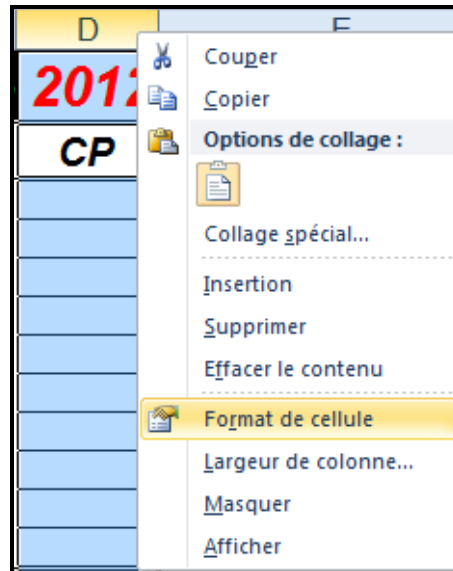 D
E
2012
CP
Couper
Copier
Options de collage :
Collage spécial...
Insertion
Supprimer
Effacer le contenu
Format de cellule
Largeur de colonne...
Masquer
Afficher